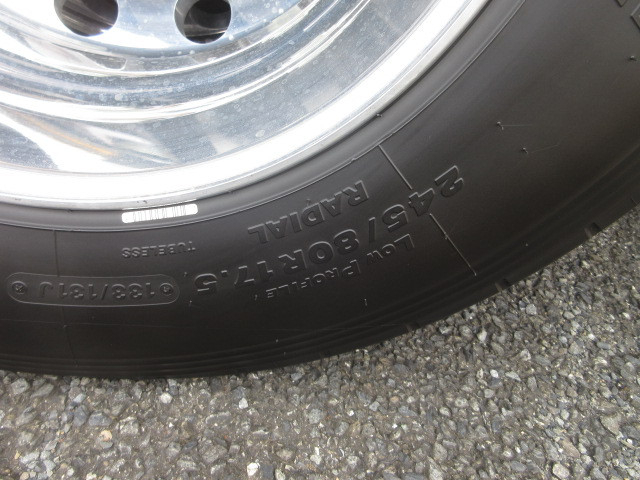 245/80R17.5
RADIAL
LOW PROFILE
TUBELESS
133/131J